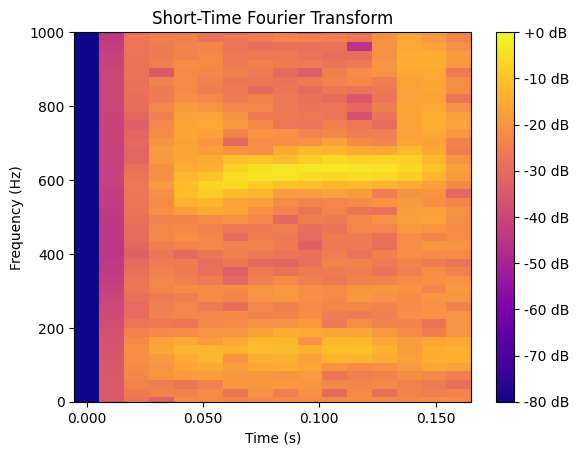 Short-Time Fourier Transform
1000
800
600
400
200
0
Frequency (Hz)
0.000
0.050
0.100
0.150
Time (s)
+0 dB
-10 dB
-20 dB
-30 dB
-40 dB
-50 dB
-60 dB
-70 dB
-80 dB